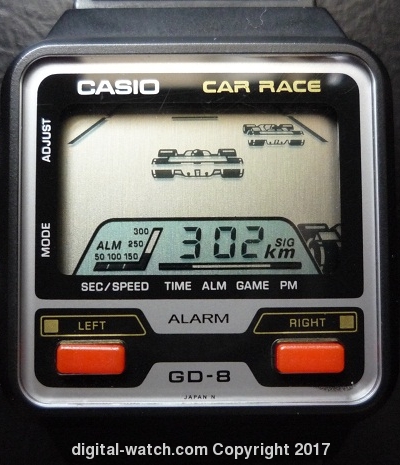 CASIO CAR RACE
ADJUST
MODE
300
ALM 250
50 100 150
302 SIG km
SEC/SPEED TIME ALM GAME PM
LEFT ALARM RIGHT
GD-8
JAPAN N
digital-watch.com Copyright 2017